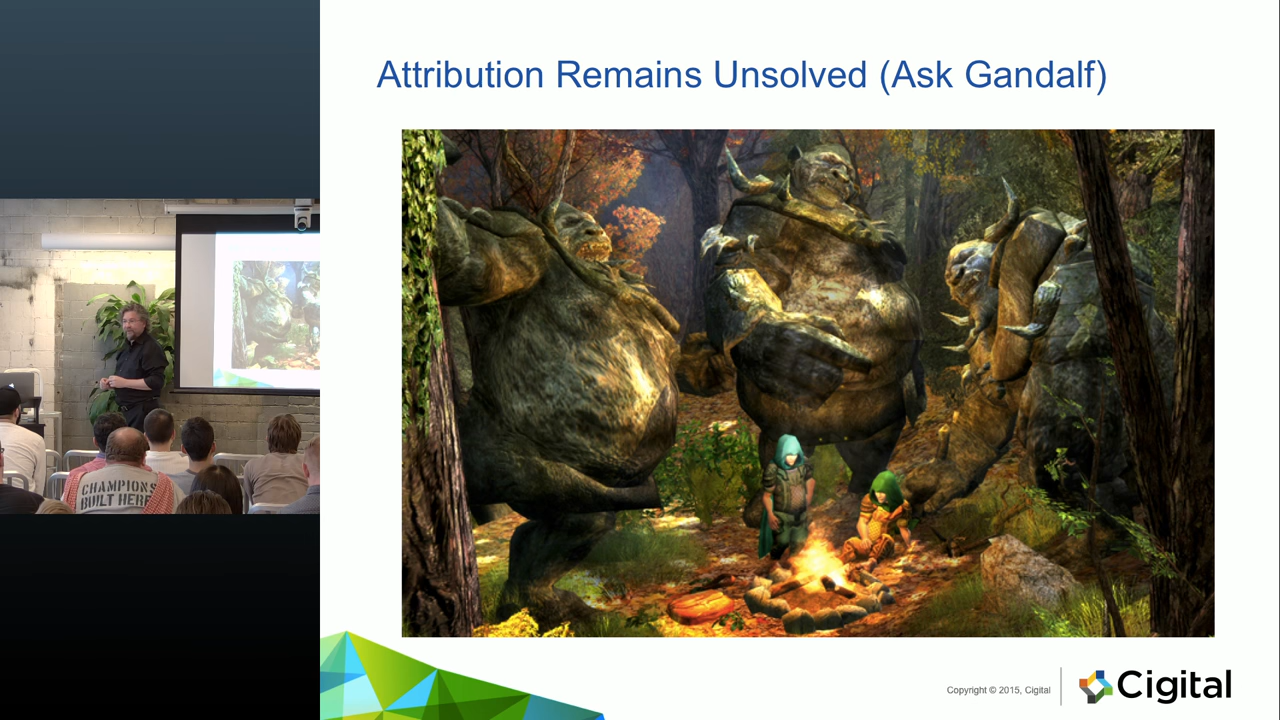 Attribution Remains Unsolved (Ask Gandalf)
CHAMPIONS
BUILT HERE
Copyright © 2015, Cigital
Cigital